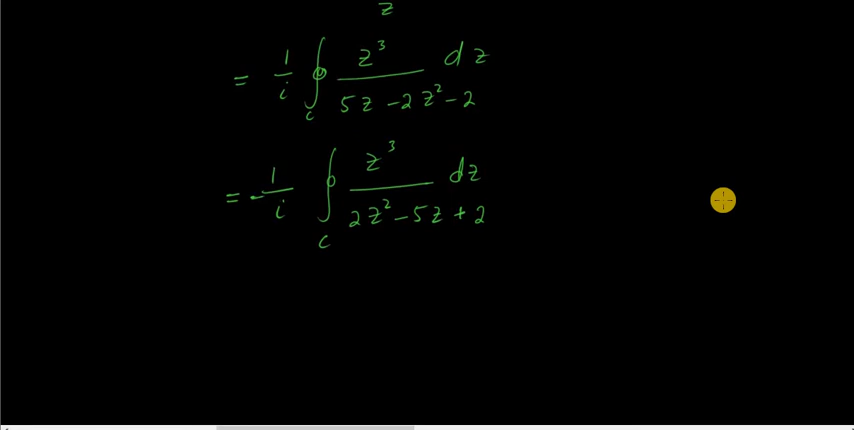 z
= 1/i ∮_c z^3/(5z - 2z^2 - 2) dz
= - 1/i ∮_c z^3/(2z^2 - 5z + 2) dz